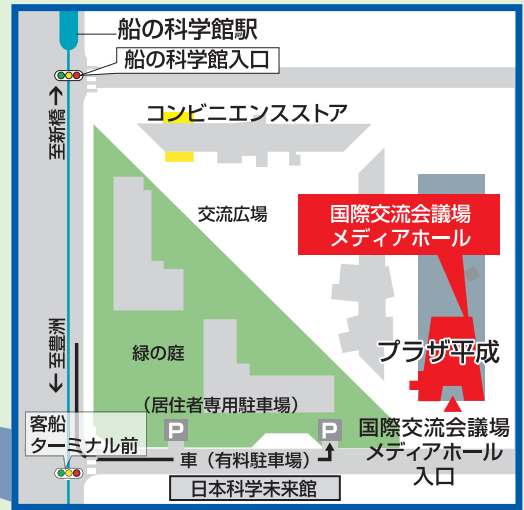 船の科学館駅
船の科学館入口
至新橋→
コンビニエンスストア
交流広場
国際交流会議場
メディアホール
プラザ平成
←至豊洲
緑の庭
(居住者専用駐車場)
P
P
客船
ターミナル前
車(有料駐車場)
国際交流会議場
メディアホール
入口
日本科学未来館